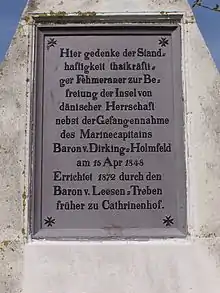 Hier gedenke der Stand=
haftigkeit thatkräfti=
ger Fehmeraner zur Be=
freiung der Insel von
dänischer Herrschaft
nebst der Gefangennahme
des Marinecapitains
Baron v. Dirking=Holmfeld
am 15 Apr 1848
Errichtet 1872 durch den
Baron v. Leesen=Treben
früher zu Cathrinenhof.